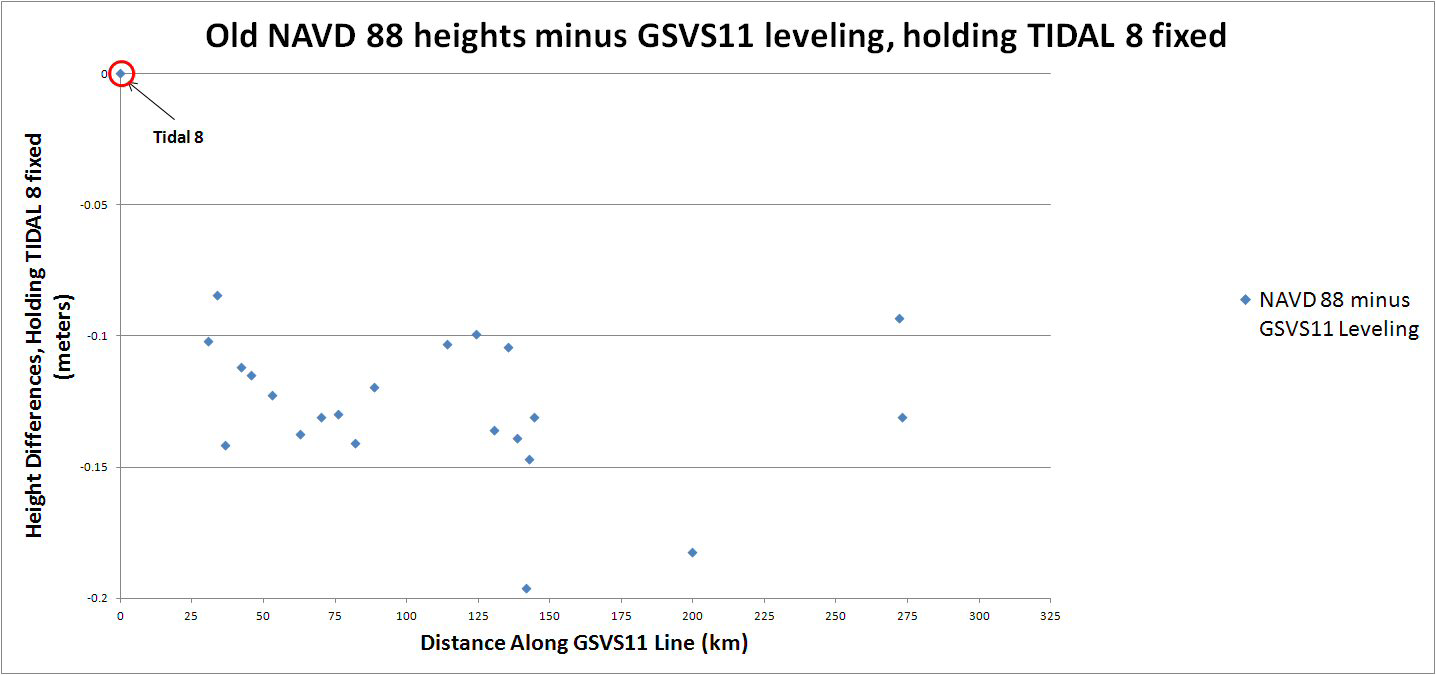 Old NAVD 88 heights minus GSVS11 leveling, holding TIDAL 8 fixed
0
Tidal 8
-0.05
-0.1
-0.15
-0.2
Height Differences, Holding TIDAL 8 fixed
(meters)
0 25 50 75 100 125 150 175 200 225 250 275 300 325
Distance Along GSVS11 Line (km)
NAVD 88 minus
GSVS11 Leveling